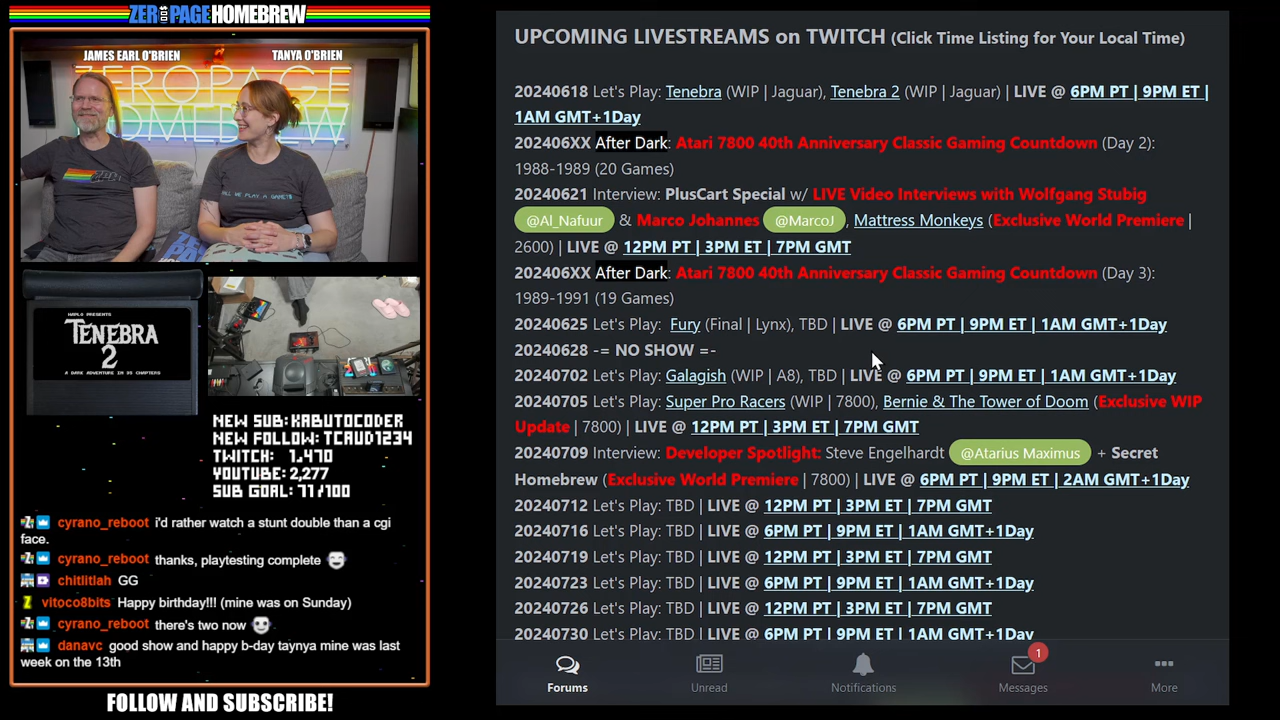 ZEROPAGE HOMEBREW
JAMES EARL O'BRIEN
TANYA O'BRIEN
ZEROPAGE
HOMEBREW
SHALL WE PLAY A GAME?
HAPLO PRESENTS
TENEBRA
2
A DARK ADVENTURE IN 35 CHAPTERS
NEW SUB: KABUTOCODER
NEW FOLLOW: TCAUD1234
TWITCH: 1,470
YOUTUBE: 2,277
SUB GOAL: 71/100
cyrano_reboot i'd rather watch a stunt double than a cgi
face.
cyrano_reboot thanks, playtesting complete
chitlitlah GG
vitoco8bits Happy birthday!!! (mine was on Sunday)
cyrano_reboot there's two now
danavc good show and happy b-day taynya mine was last
week on the 13th
FOLLOW AND SUBSCRIBE!
UPCOMING LIVESTREAMS on TWITCH (Click Time Listing for Your Local Time)
20240618 Let's Play: Tenebra (WIP | Jaguar), Tenebra 2 (WIP | Jaguar) | LIVE @ 6PM PT | 9PM ET |
1AM GMT+1Day
202406XX After Dark: Atari 7800 40th Anniversary Classic Gaming Countdown (Day 2):
1988-1989 (20 Games)
20240621 Interview: PlusCart Special w/ LIVE Video Interviews with Wolfgang Stubig
@Al_Nafuur & Marco Johannes @MarcoJ, Mattress Monkeys (Exclusive World Premiere |
2600) | LIVE @ 12PM PT | 3PM ET | 7PM GMT
202406XX After Dark: Atari 7800 40th Anniversary Classic Gaming Countdown (Day 3):
1989-1991 (19 Games)
20240625 Let's Play: Fury (Final | Lynx), TBD | LIVE @ 6PM PT | 9PM ET | 1AM GMT+1Day
20240628 -= NO SHOW =-
20240702 Let's Play: Galagish (WIP | A8), TBD | LIVE @ 6PM PT | 9PM ET | 1AM GMT+1Day
20240705 Let's Play: Super Pro Racers (WIP | 7800), Bernie & The Tower of Doom (Exclusive WIP
Update | 7800) | LIVE @ 12PM PT | 3PM ET | 7PM GMT
20240709 Interview: Developer Spotlight: Steve Engelhardt @Atarius Maximus + Secret
Homebrew (Exclusive World Premiere | 7800) | LIVE @ 6PM PT | 9PM ET | 2AM GMT+1Day
20240712 Let's Play: TBD | LIVE @ 12PM PT | 3PM ET | 7PM GMT
20240716 Let's Play: TBD | LIVE @ 6PM PT | 9PM ET | 1AM GMT+1Day
20240719 Let's Play: TBD | LIVE @ 12PM PT | 3PM ET | 7PM GMT
20240723 Let's Play: TBD | LIVE @ 6PM PT | 9PM ET | 1AM GMT+1Day
20240726 Let's Play: TBD | LIVE @ 12PM PT | 3PM ET | 7PM GMT
20240730 Let's Play: TBD | LIVE @ 6PM PT | 9PM ET | 1AM GMT+1Day
1
Forums
Unread
Notifications
Messages
More